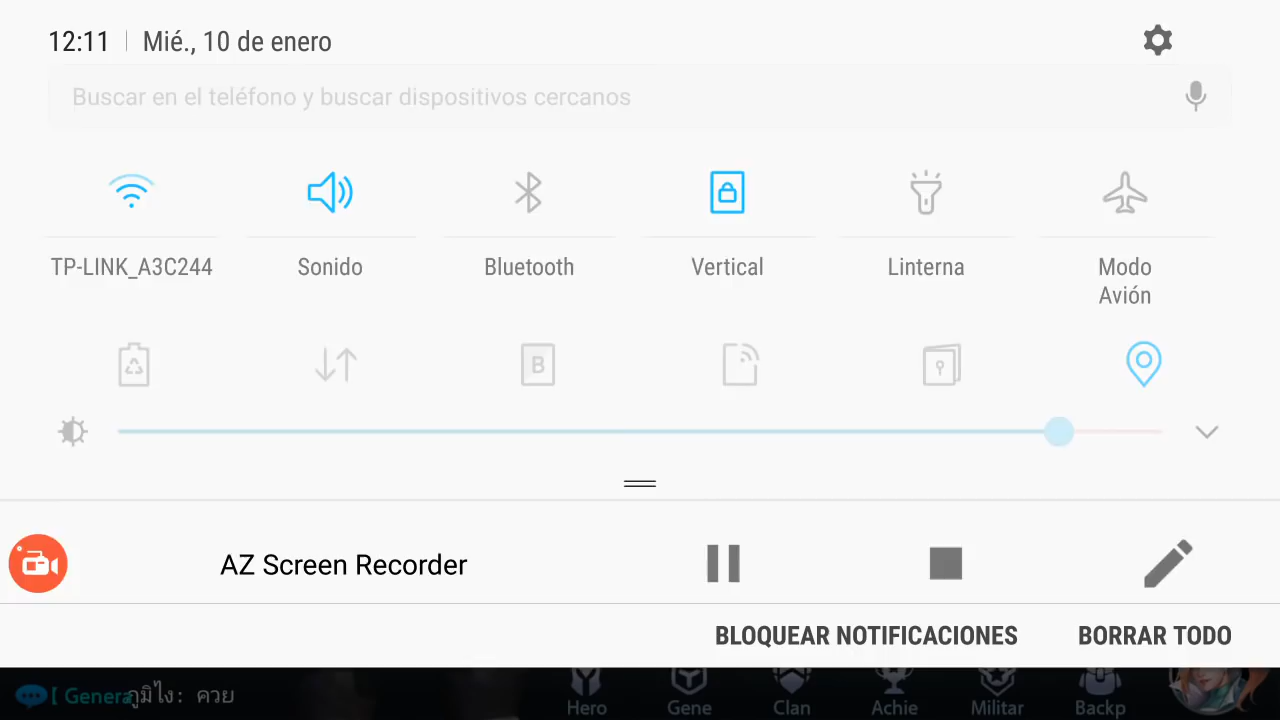 12:11 | Mié., 10 de enero
Buscar en el teléfono y buscar dispositivos cercanos
TP-LINK_A3C244 Sonido Bluetooth Vertical Linterna Modo Avión
B
AZ Screen Recorder
BLOQUEAR NOTIFICACIONES BORRAR TODO
[ Genera ภูมิไง : ควย
Hero Gene Clan Achie Militar Backp